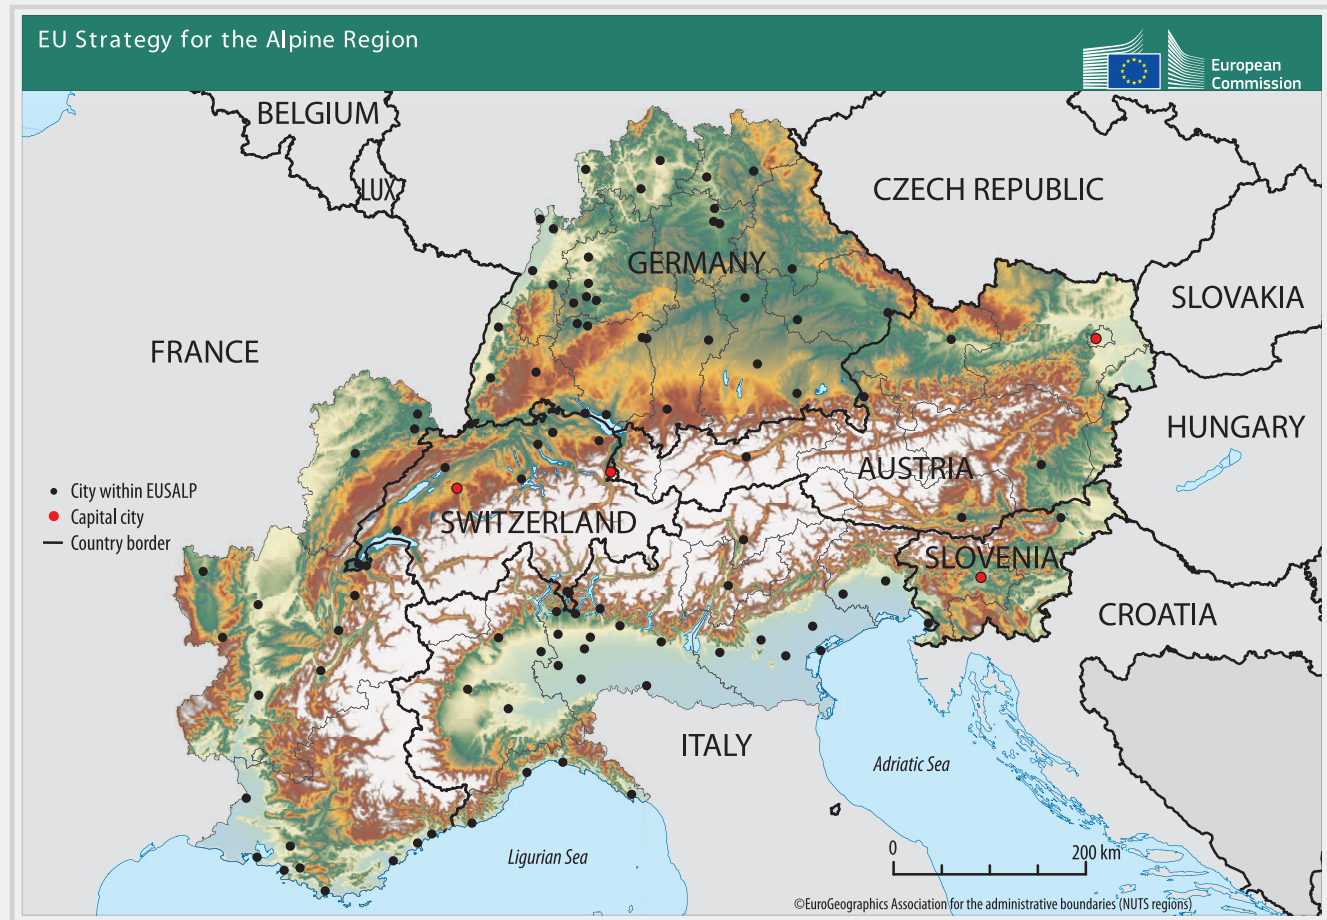 EU Strategy for the Alpine Region
European
Commission
BELGIUM
LUX
CZECH REPUBLIC
GERMANY
SLOVAKIA
FRANCE
HUNGARY
AUSTRIA
City within EUSALP
Capital city
Country border
SWITZERLAND
SLOVENIA
CROATIA
ITALY
Adriatic Sea
Ligurian Sea
0 200 km
©EuroGeographics Association for the administrative boundaries (NUTS regions)